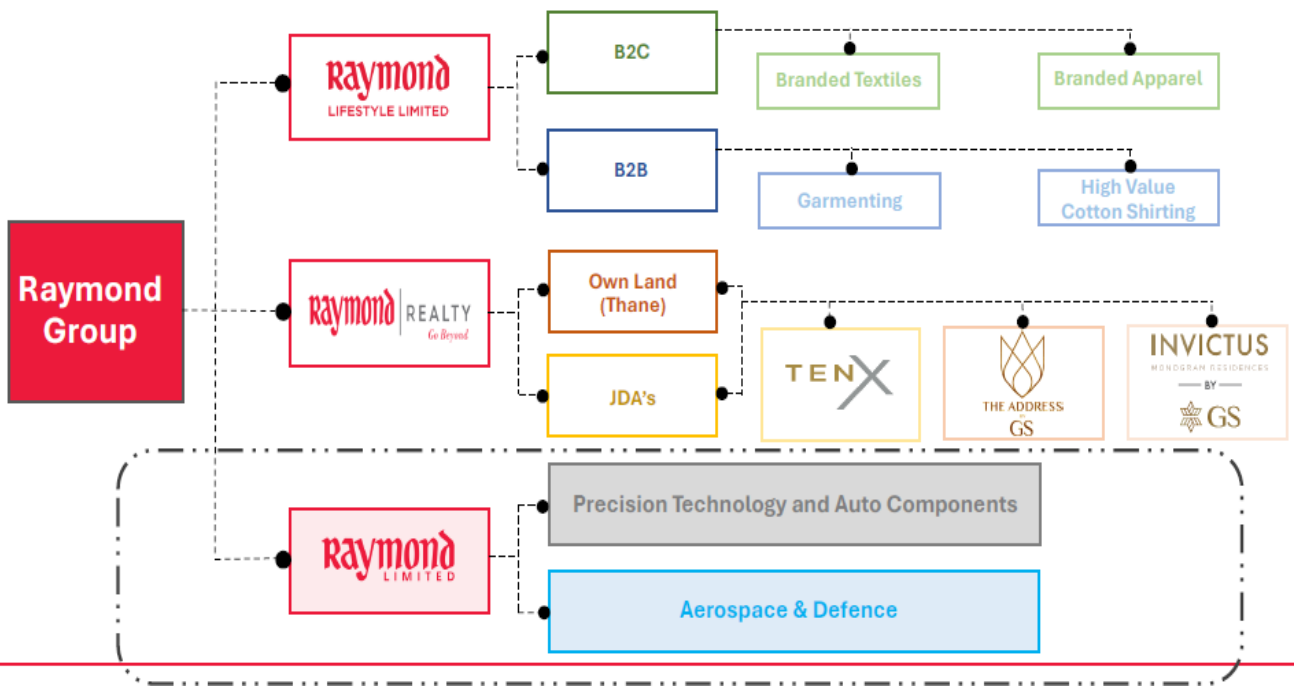 Raymond
Group
Raymond
LIFESTYLE LIMITED
B2C
Branded Textiles
Branded Apparel
B2B
Garmenting
High Value
Cotton Shirting
Raymond
REALTY
Go Beyond
Own Land
(Thane)
JDA's
TEN X
THE ADDRESS
BY
GS
INVICTUS
MONOGRAM RESIDENCES
BY
GS
Raymond
LIMITED
Precision Technology and Auto Components
Aerospace & Defence